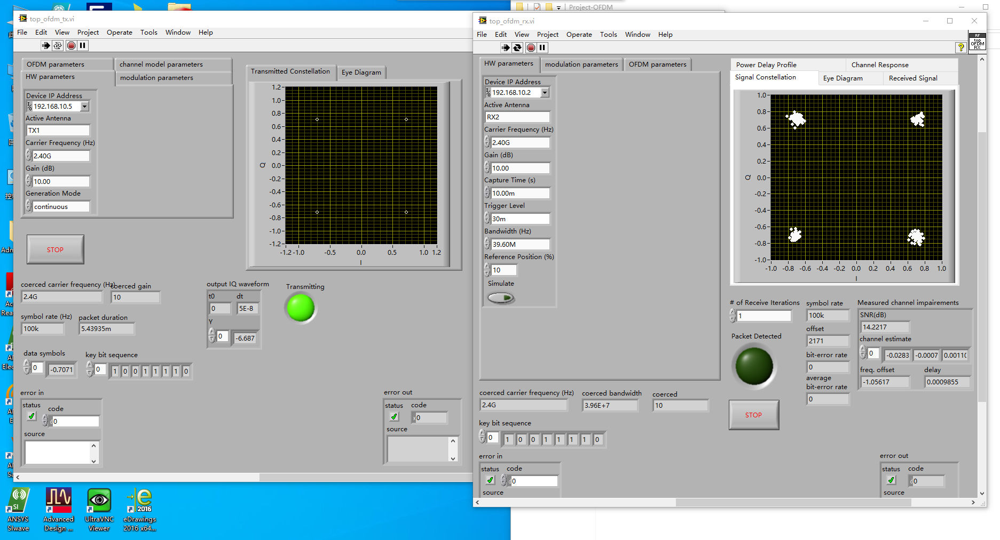 top_ofdm_tx.vi
File Edit View Project Operate Tools Window Help
OFDM parameters
channel model parameters
HW parameters
modulation parameters
Device IP Address
192.168.10.5
Active Antenna
TX1
Carrier Frequency (Hz)
2.40G
Gain (dB)
10.00
Generation Mode
continuous
STOP
Transmitted Constellation
Eye Diagram
1.2
1.0
0.8
0.6
0.4
0.2
0.0
-0.2
-0.4
-0.6
-0.8
-1.0
-1.2
Q
-1.2 -1.0 -0.5 0.0 0.5 1.0 1.2
I
coerced carrier frequency (Hz
coerced gain
2.4G
10
symbol rate (Hz)
packet duration
100k
5.43935m
output IQ waveform
t0 dt
0 5E-8
Y
0 -6.687
Transmitting
data symbols
0 -0.7071
key bit sequence
0 1 0 0 1 1 1 1 0
error in
status code
0
source
error out
status code
0
source
Project-OFDM
top_ofdm_rx.vi
File Edit View Project Operate Tools Window Help
RF
top
OFDM
RX
HW parameters
modulation parameters
OFDM parameters
Device IP Address
192.168.10.2
Active Antenna
RX2
Carrier Frequency (Hz)
2.40G
Gain (dB)
10.00
Capture Time (s)
10.00m
Trigger Level
30m
Bandwidth (Hz)
39.60M
Reference Position (%)
10
Simulate
Power Delay Profile
Channel Response
Signal Constellation
Eye Diagram
Received Signal
1.0
0.8
0.6
0.4
0.2
0.0
-0.2
-0.4
-0.6
-0.8
-1.0
Q
-1.0 -0.8 -0.6 -0.4 -0.2 0.0 0.2 0.4 0.6 0.8 1.0
I
# of Receive Iterations
1
Packet Detected
STOP
symbol rate
100k
offset
2171
bit-error rate
0
average
bit-error rate
0
Measured channel impairements
SNR(dB)
14.2217
channel estimate
0 -0.0283 -0.0007 0.0011
freq. offset
-1.05617
delay
0.0009855
coerced carrier frequency (Hz)
2.4G
coerced bandwidth
3.96E+7
coerced
10
key bit sequence
0 1 0 0 1 1 1 1 0
error in
status code
0
source
error out
status code
0
source
SI
ANSYS
SIwave
Advanced
Design ...
UltraVNC
Viewer
2016
eDrawings
2016 x64...